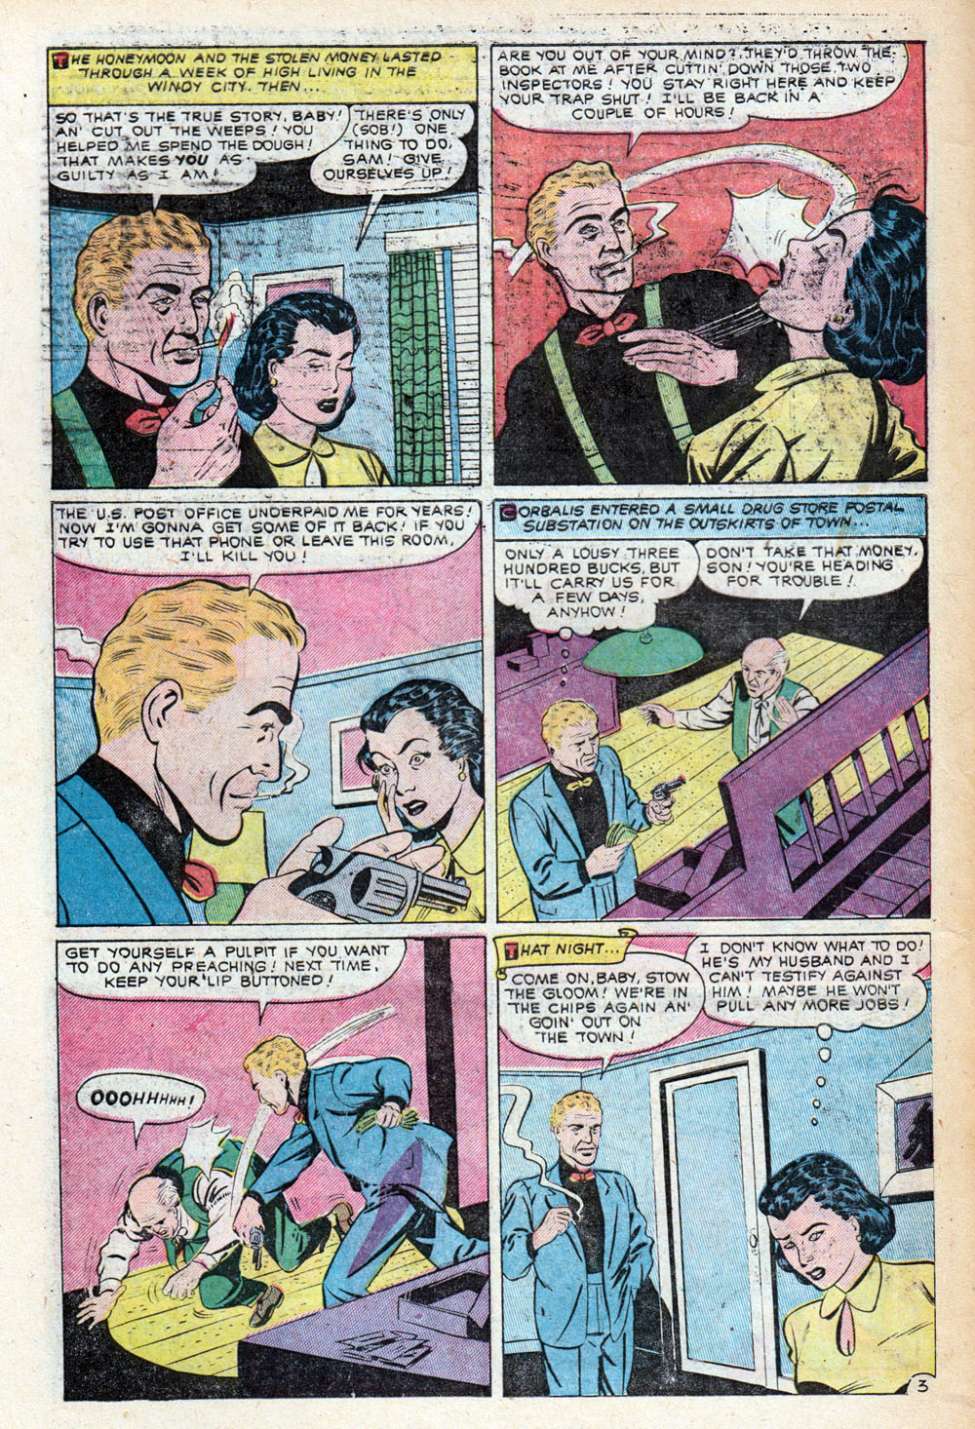 THE HONEYMOON AND THE STOLEN MONEY LASTED
THROUGH A WEEK OF HIGH LIVING IN THE
WINDY CITY. THEN...
SO THAT'S THE TRUE STORY, BABY!
AN' CUT OUT THE WEEPS! YOU
HELPED ME SPEND THE DOUGH!
THAT MAKES YOU AS
GUILTY AS I AM!
THERE'S ONLY
(SOB!) ONE
THING TO DO,
SAM! GIVE
OURSELVES UP!
ARE YOU OUT OF YOUR MIND? THEY'D THROW THE
BOOK AT ME AFTER CUTTIN' DOWN THOSE TWO
INSPECTORS! YOU STAY RIGHT HERE AND KEEP
YOUR TRAP SHUT! I'LL BE BACK IN A
COUPLE OF HOURS!
THE U.S. POST OFFICE UNDERPAID ME FOR YEARS!
NOW I'M GONNA GET SOME OF IT BACK! IF YOU
TRY TO USE THAT PHONE OR LEAVE THIS ROOM,
I'LL KILL YOU!
CORBALIS ENTERED A SMALL DRUG STORE POSTAL
SUBSTATION ON THE OUTSKIRTS OF TOWN...
ONLY A LOUSY THREE
HUNDRED BUCKS, BUT
IT'LL CARRY US FOR
A FEW DAYS,
ANYHOW!
DON'T TAKE THAT MONEY,
SON! YOU'RE HEADING
FOR TROUBLE!
GET YOURSELF A PULPIT IF YOU WANT
TO DO ANY PREACHING! NEXT TIME,
KEEP YOUR LIP BUTTONED!
OOOHHHHH!
THAT NIGHT...
COME ON, BABY, STOW
THE GLOOM! WE'RE IN
THE CHIPS AGAIN AN'
GOIN' OUT ON
THE TOWN!
I DON'T KNOW WHAT TO DO!
HE'S MY HUSBAND AND I
CAN'T TESTIFY AGAINST
HIM! MAYBE HE WON'T
PULL ANY MORE JOBS!
3